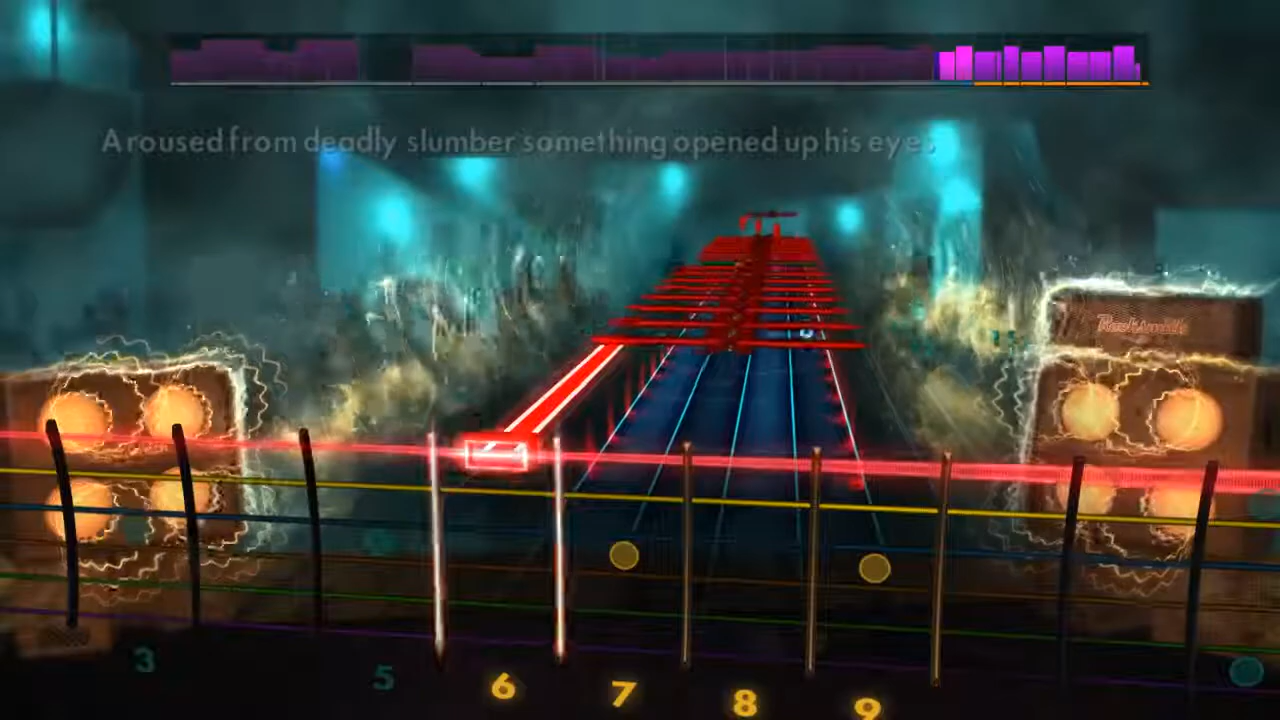 Aroused from deadly slumber something opened up his eyes
Rocksmith
3 5 6 7 8 9